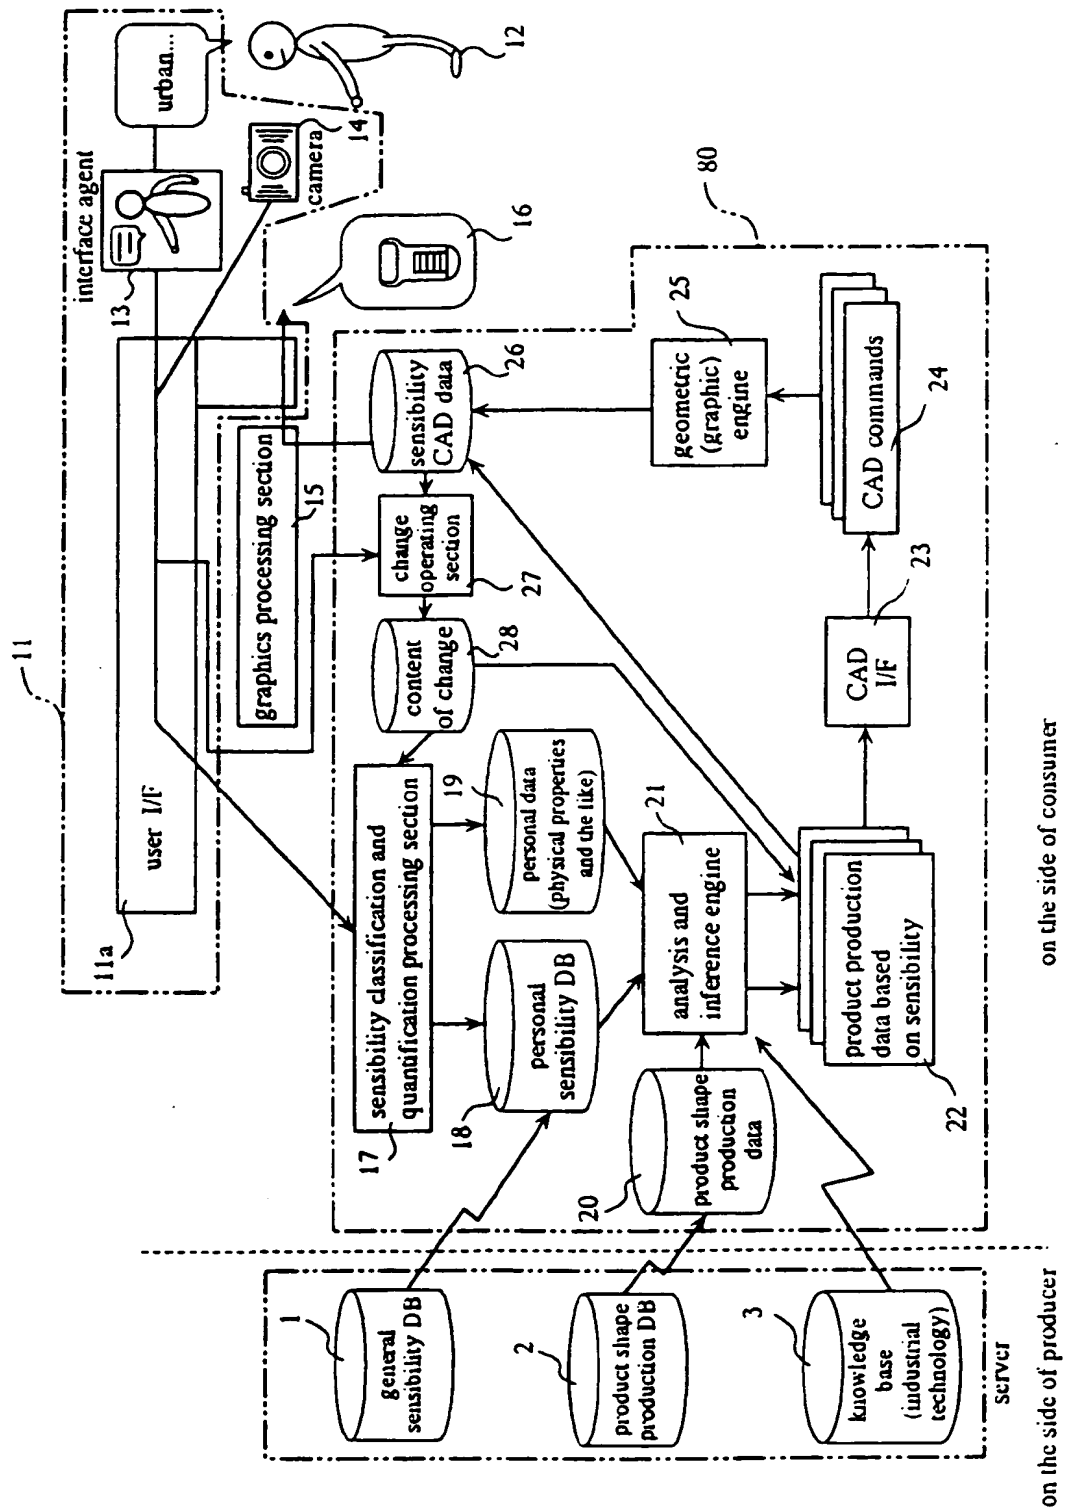 11
11a
user I/F
interface agent
13
urban...
12
14
camera
graphics processing section
15
16
80
17
sensibility classification and
quantification processing section
content
of change
28
change
operating
section
27
sensibility
CAD data
26
1
general
sensibility DB
18
personal
sensibility DB
19
personal data
(physical properties
and the like)
2
product shape
production DB
20
product shape
production
data
21
analysis and
inference engine
geometric
(graphic)
engine
25
3
knowledge
base
(industrial
technology)
22
product production
data based
on sensibility
CAD
I/F
23
CAD commands
24
server
on the side of producer
on the side of consumer